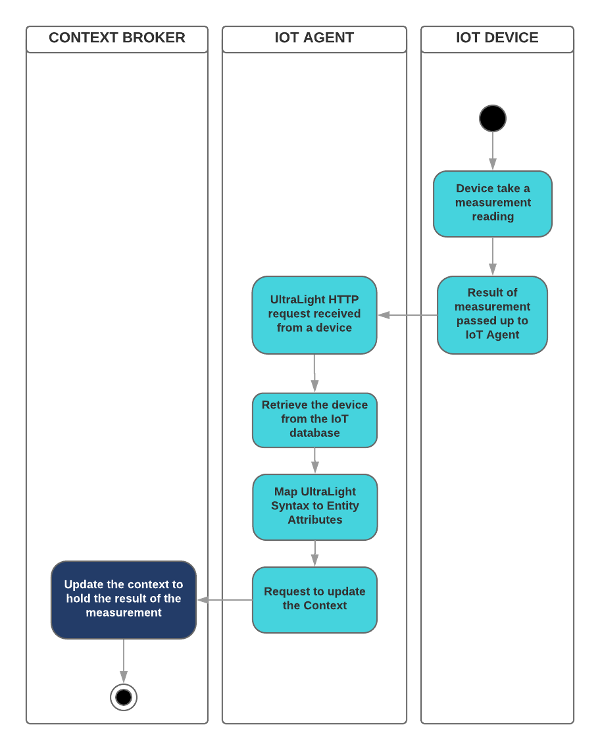 CONTEXT BROKER
IOT AGENT
IOT DEVICE
Device take a
measurement
reading
Result of
measurement
passed up to
IoT Agent
UltraLight HTTP
request received
from a device
Retrieve the device
from the IoT
database
Map UltraLight
Syntax to Entity
Attributes
Request to update
the Context
Update the context to
hold the result of the
measurement